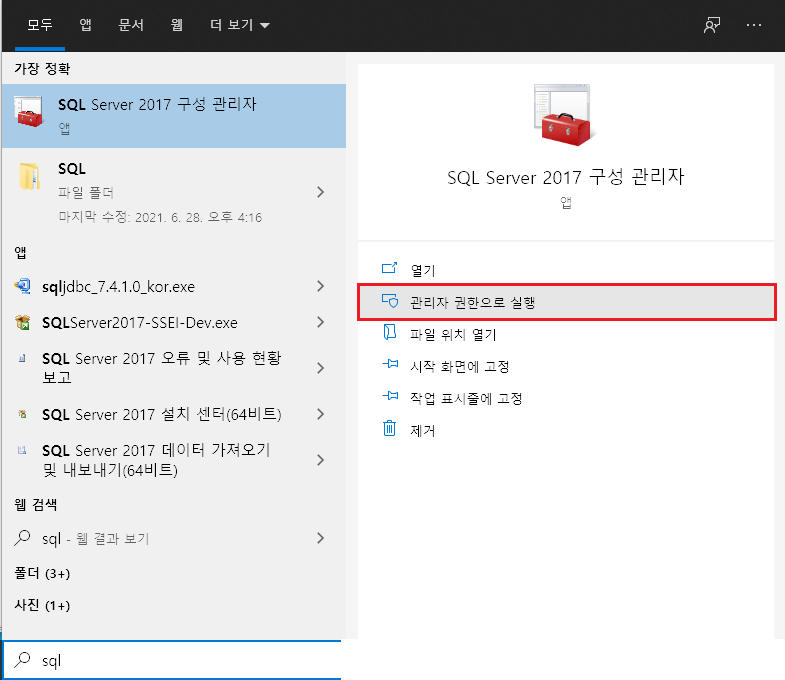 모두 앱 문서 웹 더 보기
가장 정확
SQL Server 2017 구성 관리자
앱
SQL
파일 폴더
마지막 수정: 2021. 6. 28. 오후 4:16
앱
sqljdbc_7.4.1.0_kor.exe
SQLServer2017-SSEI-Dev.exe
SQL Server 2017 오류 및 사용 현황
보고
SQL Server 2017 설치 센터(64비트)
SQL Server 2017 데이터 가져오기
및 내보내기(64비트)
웹 검색
sql - 웹 결과 보기
폴더 (3+)
사진 (1+)
sql
SQL Server 2017 구성 관리자
앱
열기
관리자 권한으로 실행
파일 위치 열기
시작 화면에 고정
작업 표시줄에 고정
제거